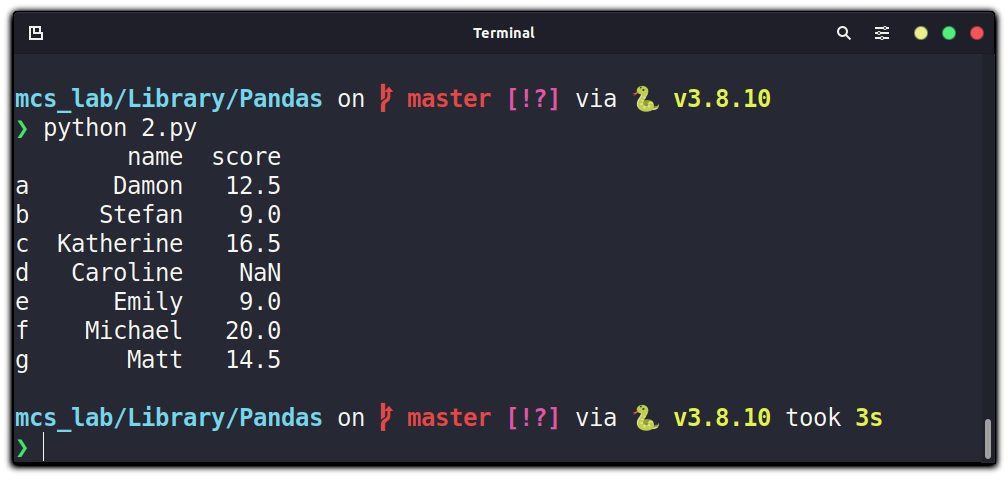 Terminal
mcs_lab/Library/Pandas on master [!?] via 🐍 v3.8.10
❯ python 2.py
        name  score
a      Damon   12.5
b     Stefan    9.0
c  Katherine   16.5
d   Caroline    NaN
e      Emily    9.0
f    Michael   20.0
g       Matt   14.5
mcs_lab/Library/Pandas on master [!?] via 🐍 v3.8.10 took 3s
❯